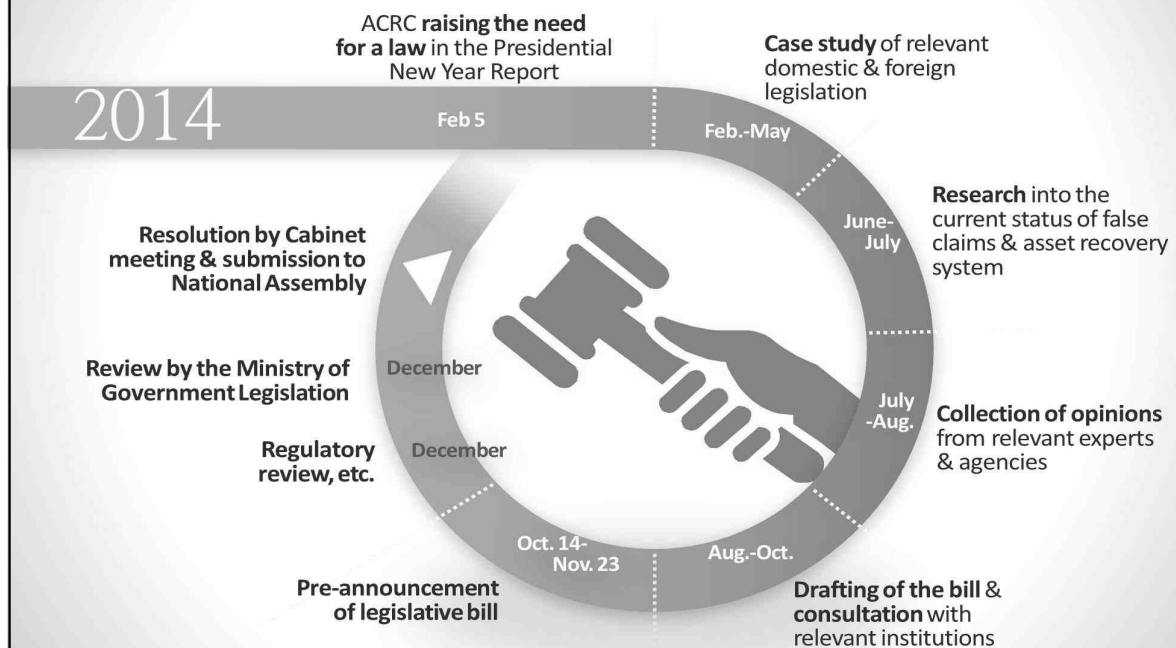 2014
ACRC raising the need
for a law in the Presidential
New Year Report
Feb 5
Case study of relevant
domestic & foreign
legislation
Feb.-May
Research into the
current status of false
claims & asset recovery
system
June-
July
Collection of opinions
from relevant experts
& agencies
July
-Aug.
Drafting of the bill &
consultation with
relevant institutions
Aug.-Oct.
Pre-announcement
of legislative bill
Oct. 14-
Nov. 23
Regulatory
review, etc.
December
Review by the Ministry of
Government Legislation
December
Resolution by Cabinet
meeting & submission to
National Assembly